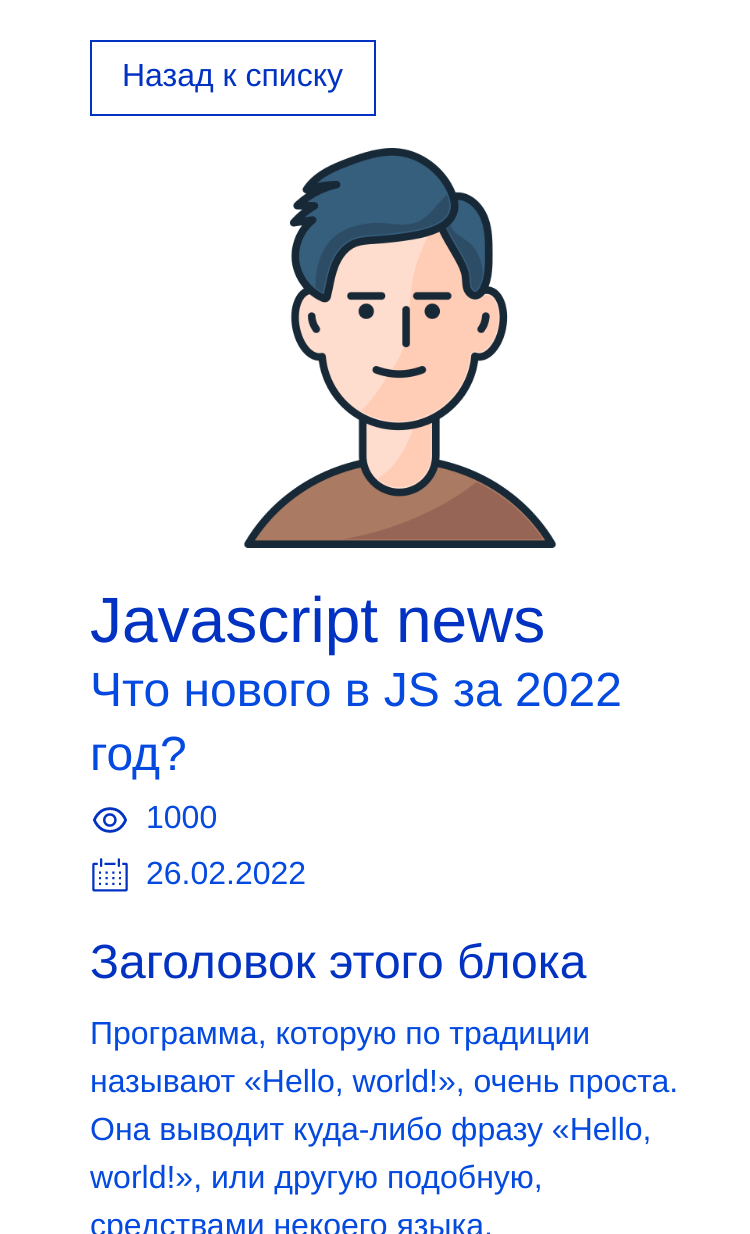 Назад к списку
Javascript news
Что нового в JS за 2022
год?
1000
26.02.2022
Заголовок этого блока
Программа, которую по традиции
называют «Hello, world!», очень проста.
Она выводит куда-либо фразу «Hello,
world!», или другую подобную,
средствами некоего языка.